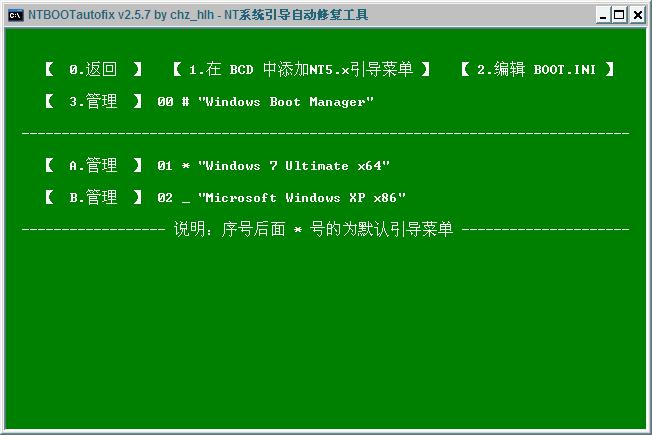 NTBOOTautofix v2.5.7 by chz_hlh - NT系统引导自动修复工具
【 0.返回 】 【 1.在 BCD 中添加NT5.x引导菜单 】 【 2.编辑 BOOT.INI 】
【 3.管理 】 00 # "Windows Boot Manager"
【 A.管理 】 01 * "Windows 7 Ultimate x64"
【 B.管理 】 02 _ "Microsoft Windows XP x86"
------------------ 说明: 序号后面 * 号的为默认引导菜单 ---------------------